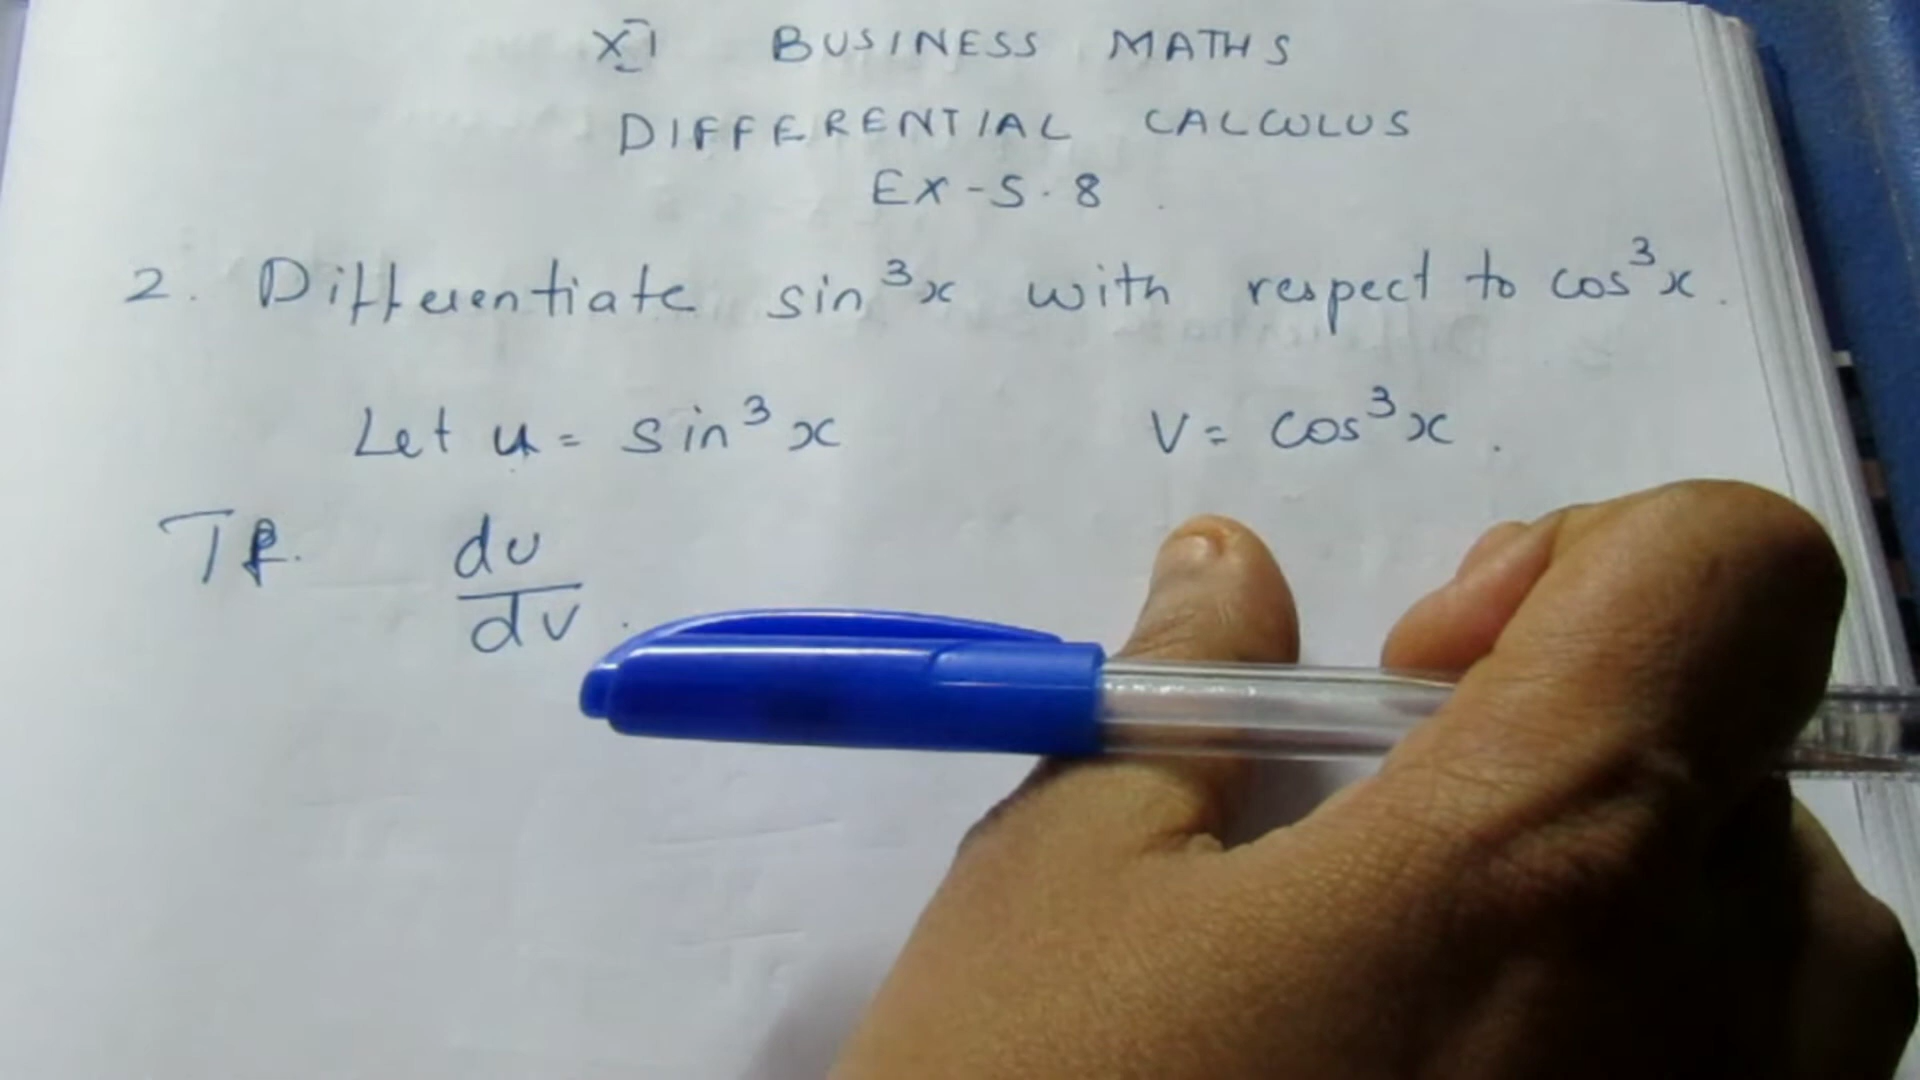 XI BUSINESS MATHS
DIFFERENTIAL CALCULUS
EX-5.8
2. Differentiate sin³x with respect to cos³x.
Let u = sin³x V = cos³x.
TP. du/dv.